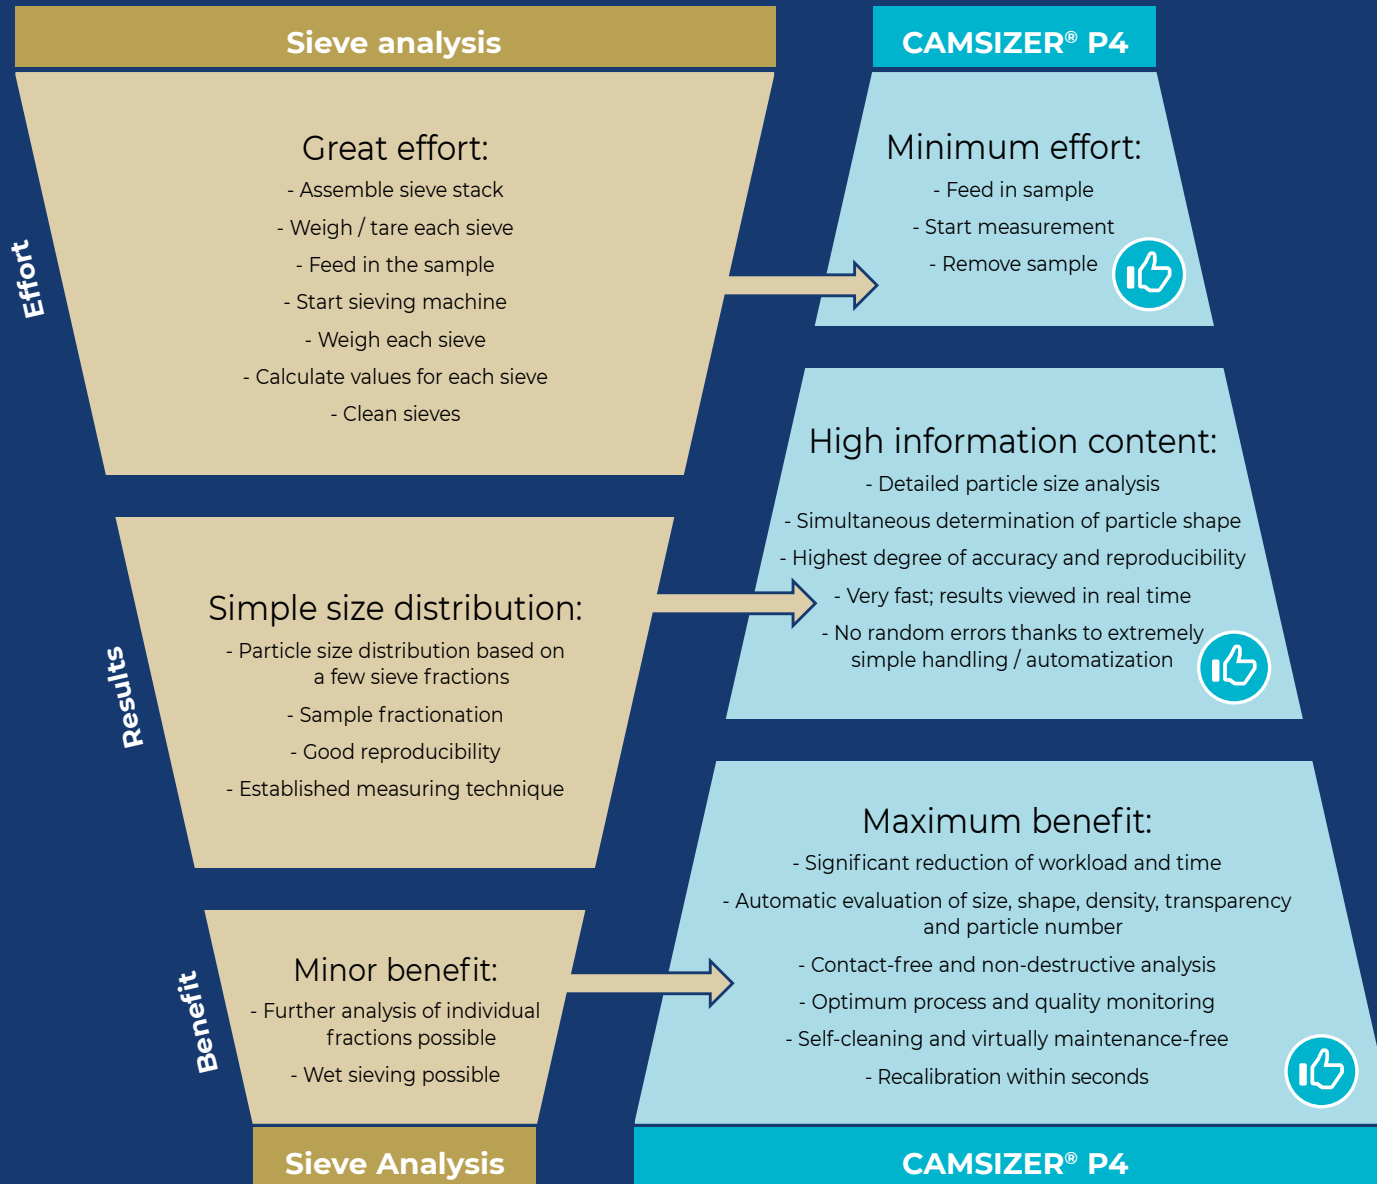 Sieve analysis
CAMSIZER® P4
Effort
Great effort:
- Assemble sieve stack
- Weigh / tare each sieve
- Feed in the sample
- Start sieving machine
- Weigh each sieve
- Calculate values for each sieve
- Clean sieves
Minimum effort:
- Feed in sample
- Start measurement
- Remove sample
Results
Simple size distribution:
- Particle size distribution based on
a few sieve fractions
- Sample fractionation
- Good reproducibility
- Established measuring technique
High information content:
- Detailed particle size analysis
- Simultaneous determination of particle shape
- Highest degree of accuracy and reproducibility
- Very fast; results viewed in real time
- No random errors thanks to extremely
simple handling / automatization
Benefit
Minor benefit:
- Further analysis of individual
fractions possible
- Wet sieving possible
Maximum benefit:
- Significant reduction of workload and time
- Automatic evaluation of size, shape, density, transparency
and particle number
- Contact-free and non-destructive analysis
- Optimum process and quality monitoring
- Self-cleaning and virtually maintenance-free
- Recalibration within seconds
Sieve Analysis
CAMSIZER® P4